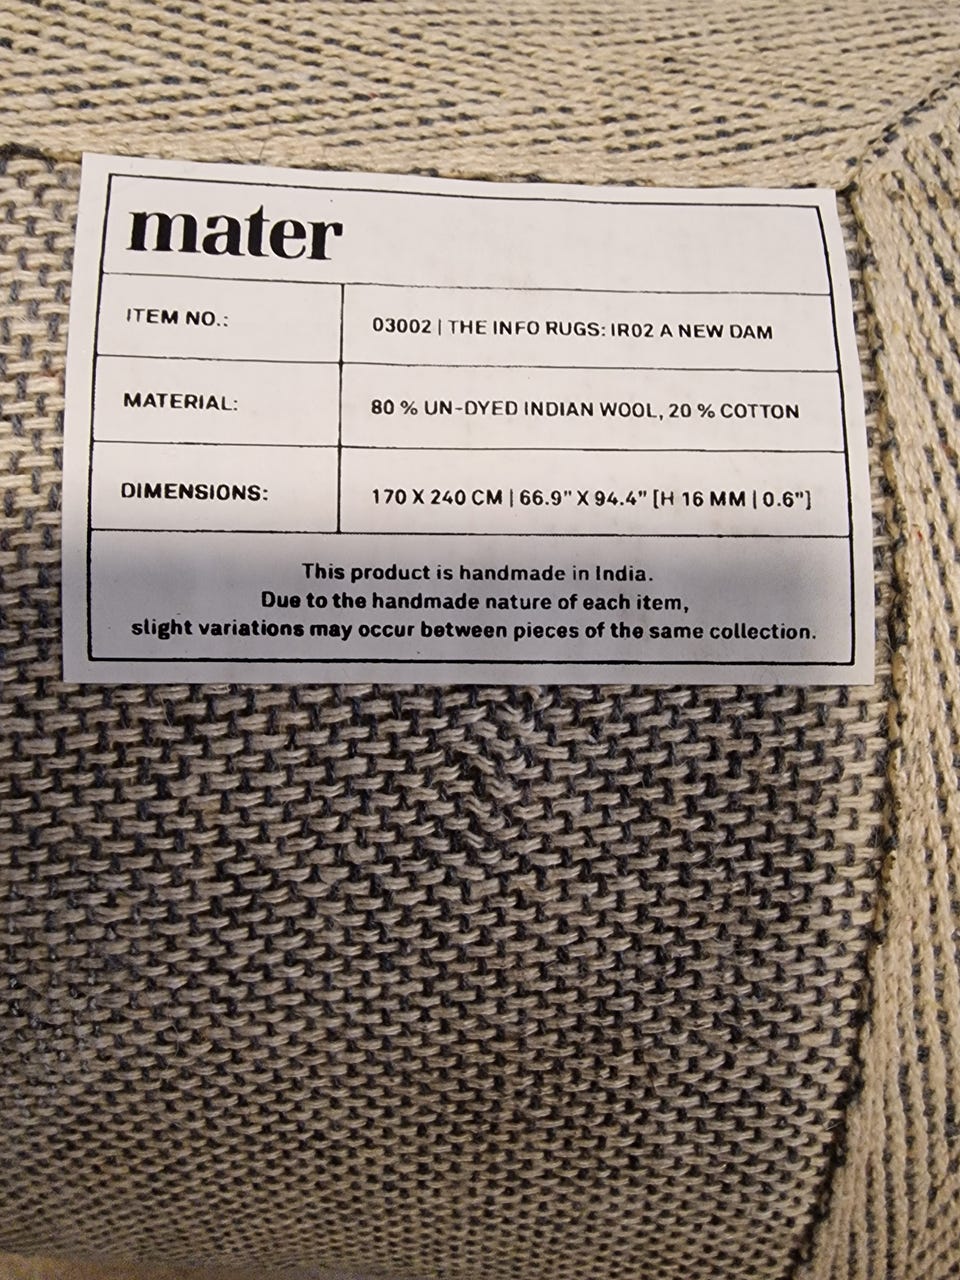 mater
ITEM NO.: 03002 | THE INFO RUGS: IR02 A NEW DAM
MATERIAL: 80 % UN-DYED INDIAN WOOL, 20 % COTTON
DIMENSIONS: 170 X 240 CM | 66.9" X 94.4" [H 16 MM | 0.6"]
This product is handmade in India.
Due to the handmade nature of each item,
slight variations may occur between pieces of the same collection.